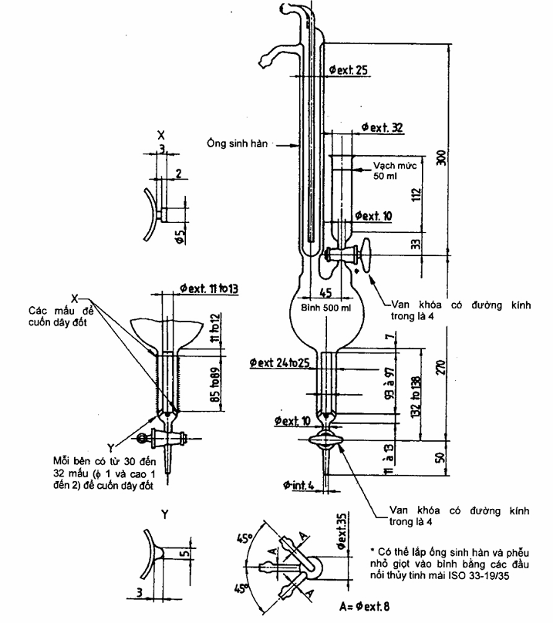 Φext.25
X
3
2
Φ5
Ống sinh hàn
Φext.32
Vạch mức
50 ml
300
112
Φext.10
33
*
45
Bình 500 ml
Van khóa có đường kính
trong là 4
X
Các mấu để
cuốn dây đốt
Φext. 11 to13
11 to12
85 to89
Φext 24 to25
7
93 à 97
132 to 138
270
Φext.10
11 à 13
50
Y
Mỗi bên có từ 30 đến
32 mấu (ϕ 1 và cao 1
đến 2) để cuốn dây đốt
Φint.4
Van khóa có đường kính
trong là 4
Y
5
3
45°
45°
A
A
A
Φext.35
A= Φext.8
* Có thể lắp ống sinh hàn và phễu
nhỏ giọt vào bình bằng các đầu
nối thủy tinh mài ISO 33-19/35